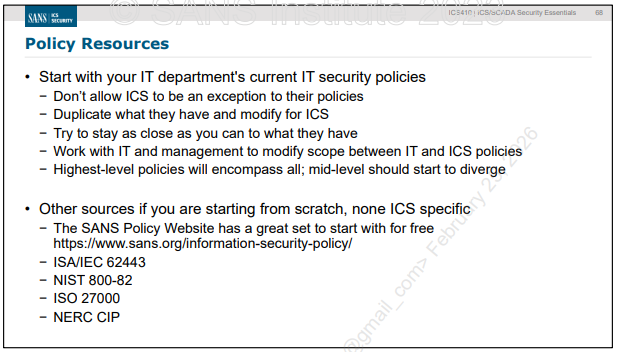 © SANS Institute 2026
SANS ICS SECURITY
ICS410 | ICS/SCADA Security Essentials 68
Policy Resources
• Start with your IT department's current IT security policies
– Don't allow ICS to be an exception to their policies
– Duplicate what they have and modify for ICS
– Try to stay as close as you can to what they have
– Work with IT and management to modify scope between IT and ICS policies
– Highest-level policies will encompass all; mid-level should start to diverge
• Other sources if you are starting from scratch, none ICS specific
– The SANS Policy Website has a great set to start with for free
https://www.sans.org/information-security-policy/
– ISA/IEC 62443
– NIST 800-82
– ISO 27000
– NERC CIP
@gmail_com> February 2026